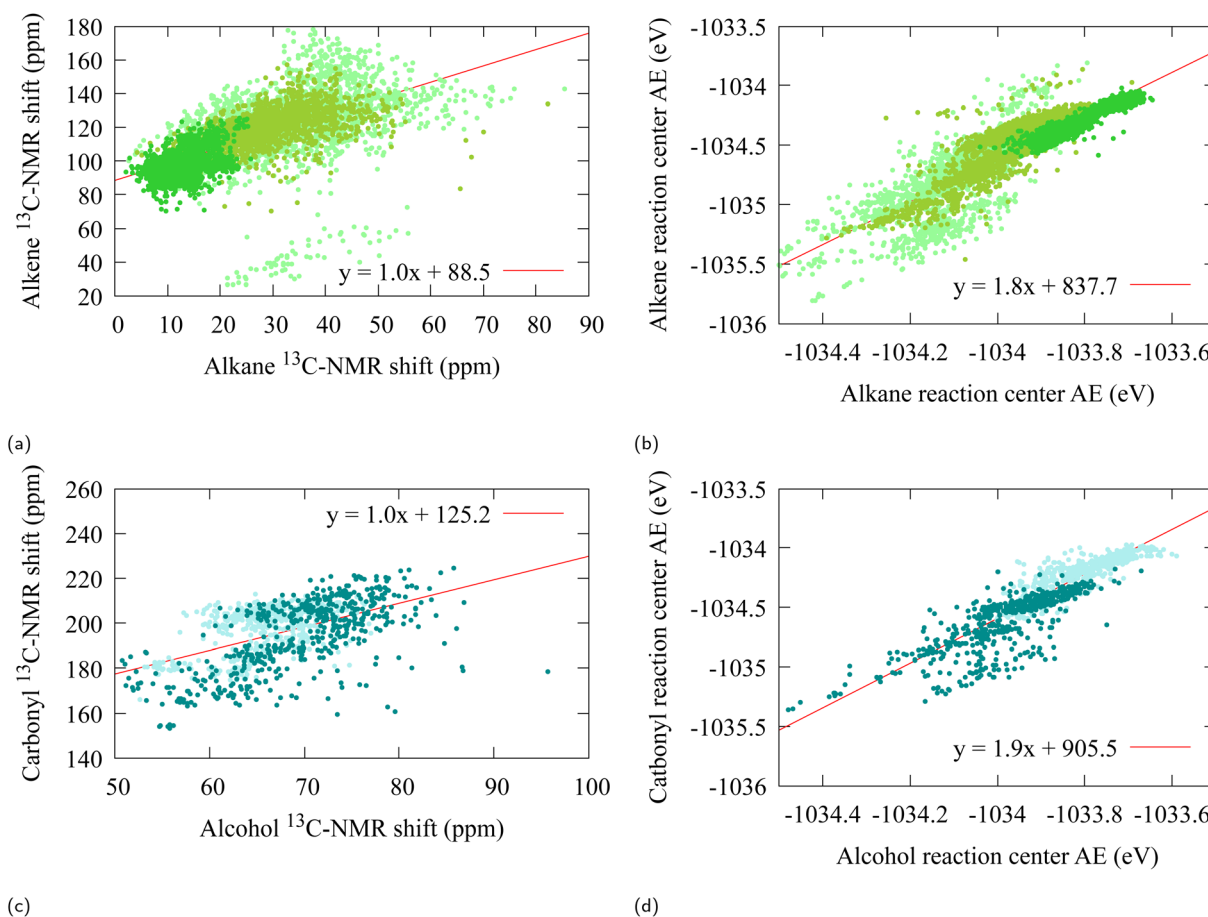 180
160
140
120
100
80
60
40
20
0 10 20 30 40 50 60 70 80 90
Alkene ¹³C-NMR shift (ppm)
Alkane ¹³C-NMR shift (ppm)
y = 1.0x + 88.5
(a)
-1033.5
-1034
-1034.5
-1035
-1035.5
-1036
-1034.4 -1034.2 -1034 -1033.8 -1033.6
Alkene reaction center AE (eV)
Alkane reaction center AE (eV)
y = 1.8x + 837.7
(b)
260
240
220
200
180
160
140
50 60 70 80 90 100
Carbonyl ¹³C-NMR shift (ppm)
Alcohol ¹³C-NMR shift (ppm)
y = 1.0x + 125.2
(c)
-1033.5
-1034
-1034.5
-1035
-1035.5
-1036
-1034.4 -1034.2 -1034 -1033.8 -1033.6
Catbonyl reaction center AE (eV)
Alcohol reaction center AE (eV)
y = 1.9x + 905.5
(d)